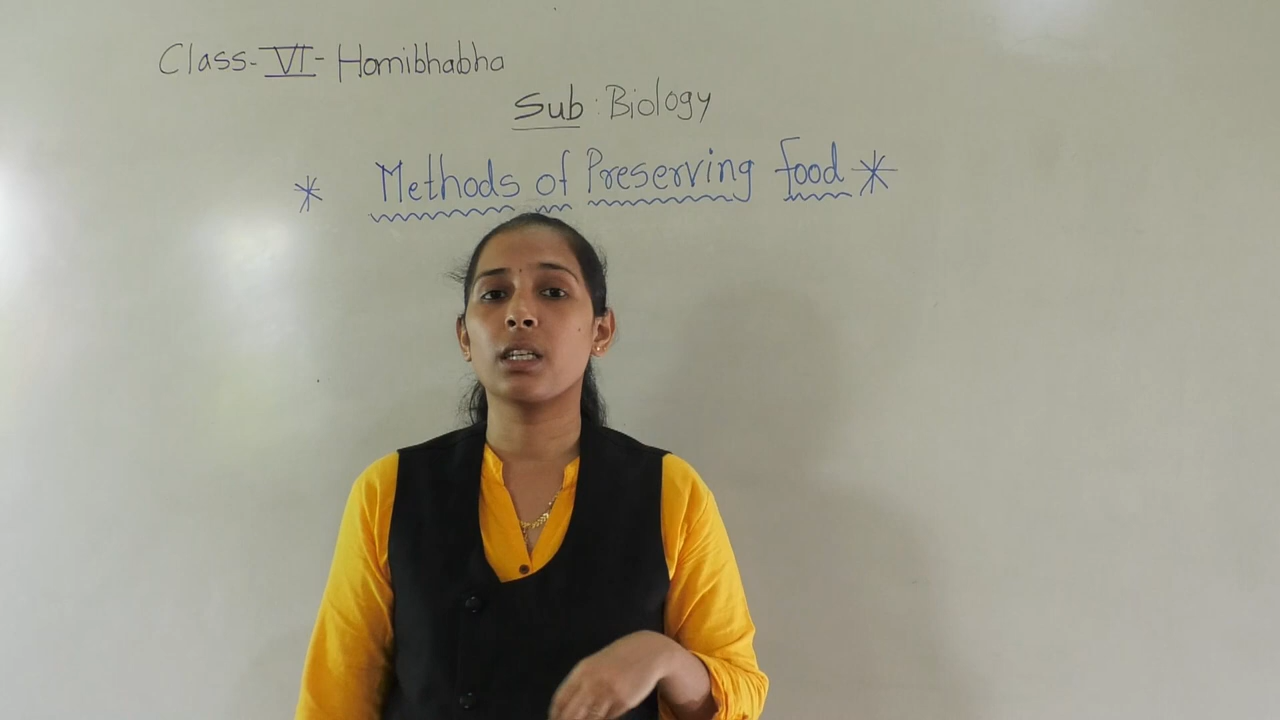 Class-VI-Homibhabha
Sub: Biology
* Methods of Preserving food *